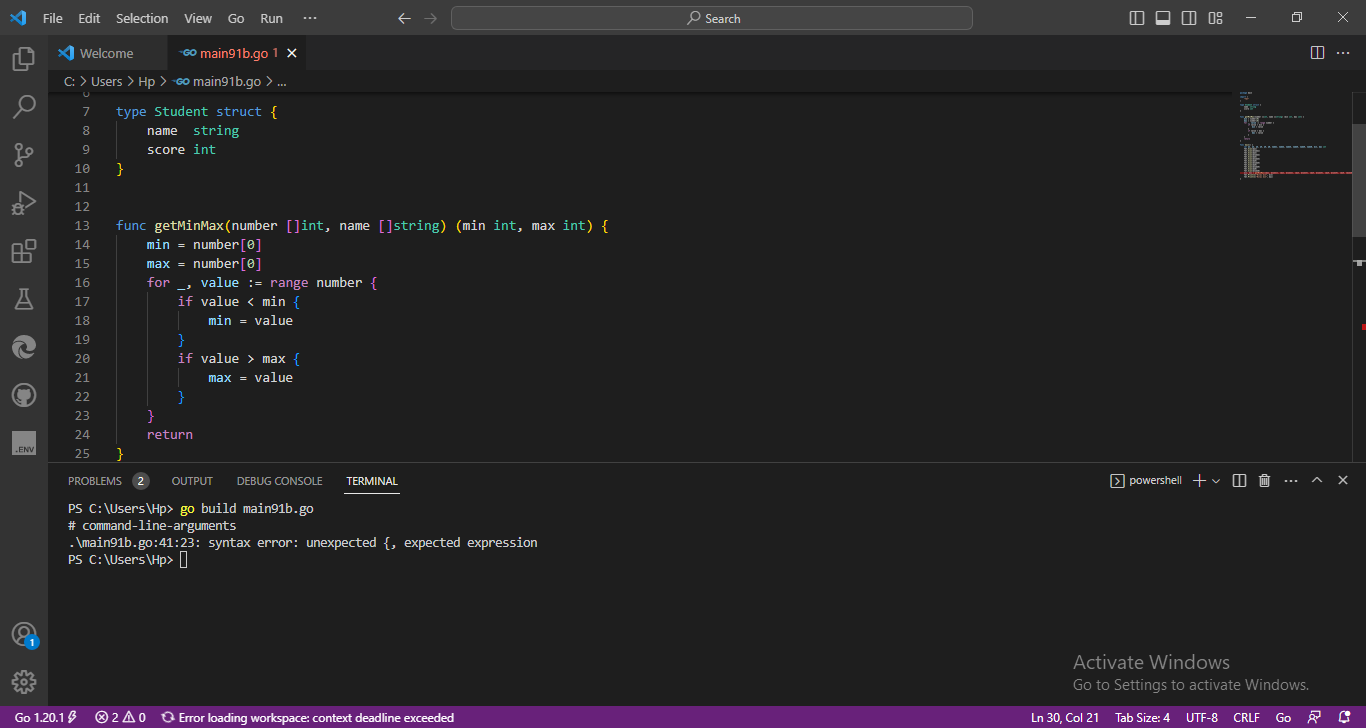 File Edit Selection View Go Run ··· Search
Welcome main91b.go 1
C: > Users > Hp > main91b.go > ...
6
7 type Student struct {
8 name string
9 score int
10 }
11
12
13 func getMinMax(number []int, name []string) (min int, max int) {
14 min = number[0]
15 max = number[0]
16 for _, value := range number {
17 if value < min {
18 min = value
19 }
20 if value > max {
21 max = value
22 }
23 }
24 return
25 }
.ENV
PROBLEMS 2 OUTPUT DEBUG CONSOLE TERMINAL powershell
PS C:\Users\Hp> go build main91b.go
# command-line-arguments
.\main91b.go:41:23: syntax error: unexpected {, expected expression
PS C:\Users\Hp>
1
Activate Windows
Go to Settings to activate Windows.
Go 1.20.1 2 0 Error loading workspace: context deadline exceeded Ln 30, Col 21 Tab Size: 4 UTF-8 CRLF Go